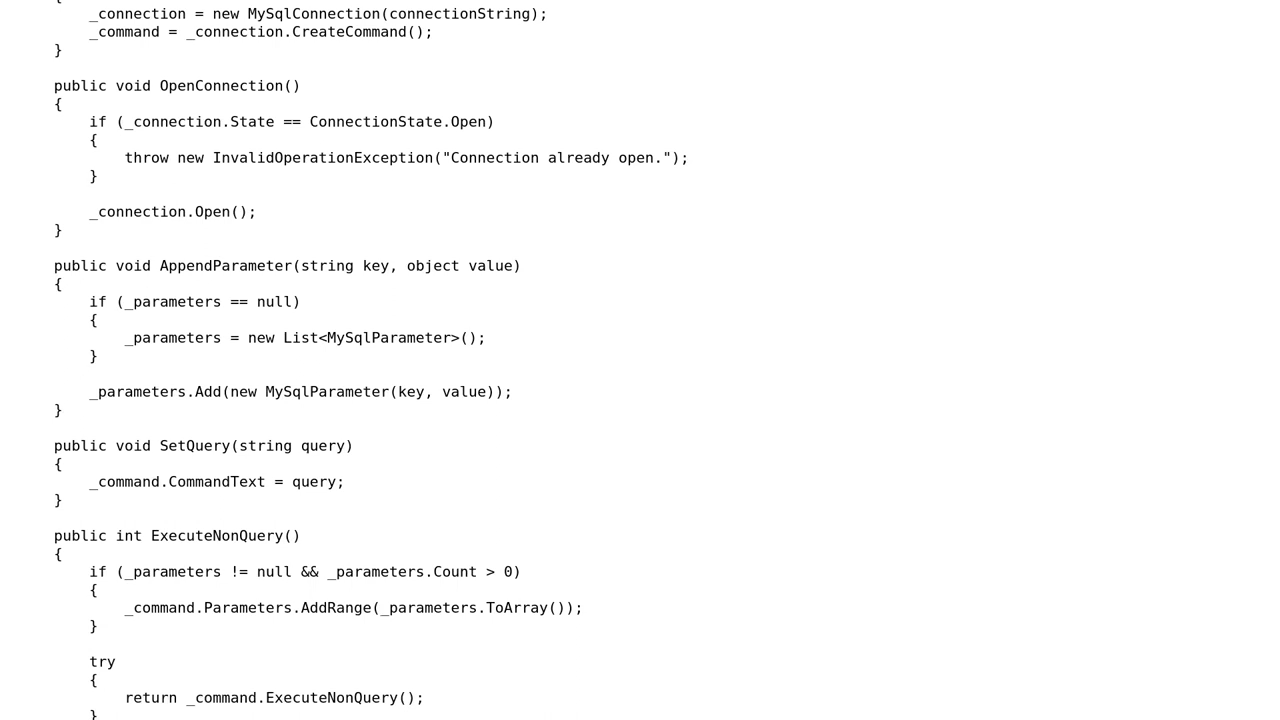 {
        _connection = new MySqlConnection(connectionString);
        _command = _connection.CreateCommand();
    }

    public void OpenConnection()
    {
        if (_connection.State == ConnectionState.Open)
        {
            throw new InvalidOperationException("Connection already open.");
        }

        _connection.Open();
    }

    public void AppendParameter(string key, object value)
    {
        if (_parameters == null)
        {
            _parameters = new List<MySqlParameter>();
        }

        _parameters.Add(new MySqlParameter(key, value));
    }

    public void SetQuery(string query)
    {
        _command.CommandText = query;
    }

    public int ExecuteNonQuery()
    {
        if (_parameters != null && _parameters.Count > 0)
        {
            _command.Parameters.AddRange(_parameters.ToArray());
        }

        try
        {
            return _command.ExecuteNonQuery();
        }